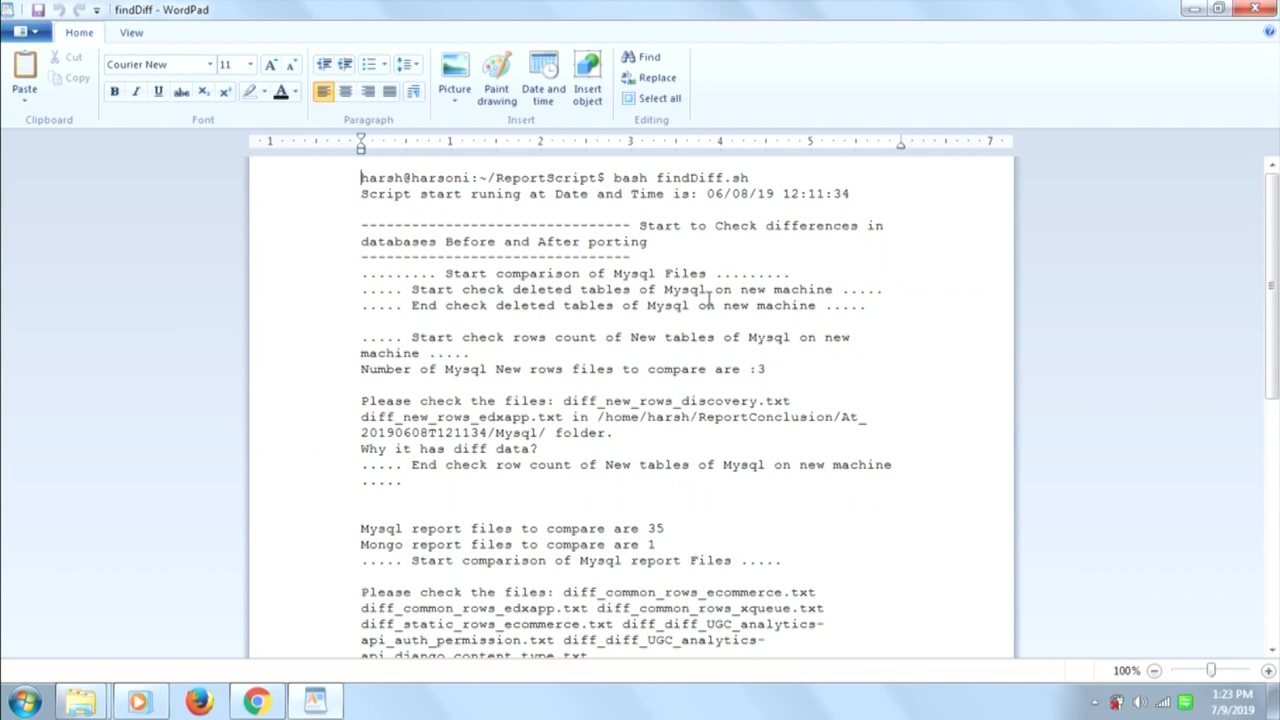 findDiff - WordPad
Home View
Cut
Copy
Paste
Clipboard
Courier New 11
Font
Paragraph
Picture
Paint drawing
Date and time
Insert object
Insert
Find
Replace
Select all
Editing
1 1 2 3 4 5 7
harsh@harsoni:~/ReportScript$ bash findDiff.sh
Script start runing at Date and Time is: 06/08/19 12:11:34
-------------------------------- Start to Check differences in
databases Before and After porting
--------------------------------
......... Start comparison of Mysql Files .........
..... Start check deleted tables of Mysql on new machine .....
..... End check deleted tables of Mysql on new machine .....
..... Start check rows count of New tables of Mysql on new
machine .....
Number of Mysql New rows files to compare are :3
Please check the files: diff_new_rows_discovery.txt
diff_new_rows_edxapp.txt in /home/harsh/ReportConclusion/At_
20190608T121134/Mysql/ folder.
Why it has diff data?
..... End check row count of New tables of Mysql on new machine
.....
Mysql report files to compare are 35
Mongo report files to compare are 1
..... Start comparison of Mysql report Files .....
Please check the files: diff_common_rows_ecommerce.txt
diff_common_rows_edxapp.txt diff_common_rows_xqueue.txt
diff_static_rows_ecommerce.txt diff_diff_UGC_analytics-
api_auth_permission.txt diff_diff_UGC_analytics-
api_django_content_type.txt
100%
1:23 PM
7/9/2019